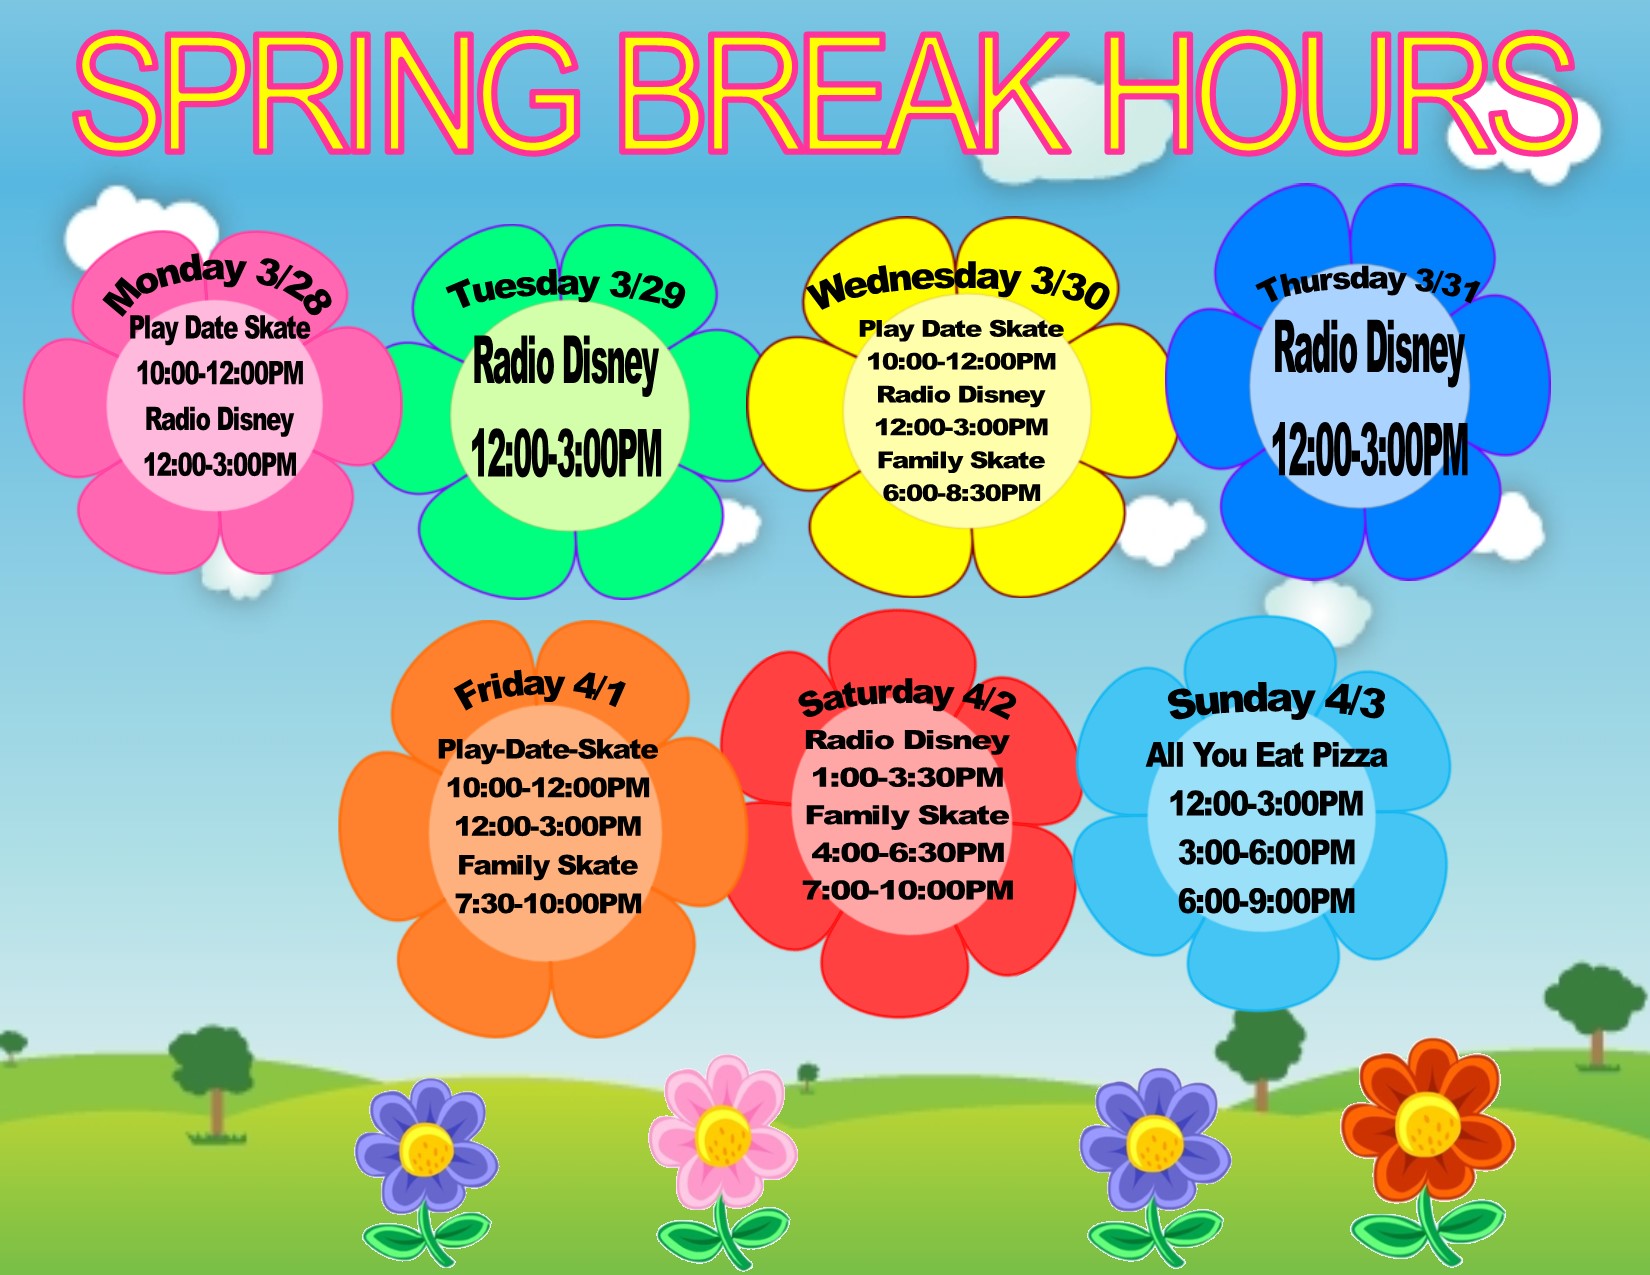 SPRING BREAK HOURS
Monday 3/28
Play Date Skate
10:00-12:00PM
Radio Disney
12:00-3:00PM
Tuesday 3/29
Radio Disney
12:00-3:00PM
Wednesday 3/30
Play Date Skate
10:00-12:00PM
Radio Disney
12:00-3:00PM
Family Skate
6:00-8:30PM
Thursday 3/31
Radio Disney
12:00-3:00PM
Friday 4/1
Play-Date-Skate
10:00-12:00PM
12:00-3:00PM
Family Skate
7:30-10:00PM
Saturday 4/2
Radio Disney
1:00-3:30PM
Family Skate
4:00-6:30PM
7:00-10:00PM
Sunday 4/3
All You Eat Pizza
12:00-3:00PM
3:00-6:00PM
6:00-9:00PM